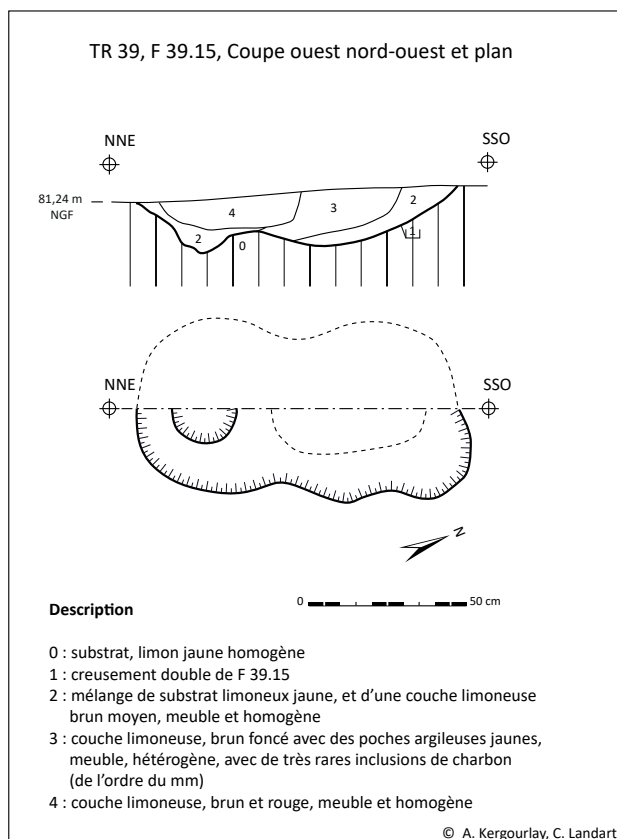 TR 39, F 39.15, Coupe ouest nord-ouest et plan
NNE
SSO
81,24 m
NGF
2
4
3
2
0
1
NNE
SSO
N
0
50 cm
Description
0 : substrat, limon jaune homogène
1 : creusement double de F 39.15
2 : mélange de substrat limoneux jaune, et d'une couche limoneuse
brun moyen, meuble et homogène
3 : couche limoneuse, brun foncé avec des poches argileuses jaunes,
meuble, hétérogène, avec de très rares inclusions de charbon
(de l'ordre du mm)
4 : couche limoneuse, brun et rouge, meuble et homogène
© A. Kergourlay, C. Landart